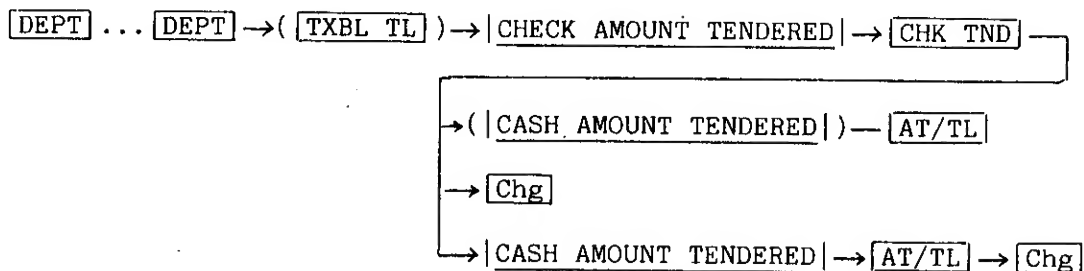 DEPT ... DEPT →( TXBL TL )→ |CHECK AMOUNT TENDERED| → CHK TND
→( |CASH AMOUNT TENDERED| )— AT/TL
→ Chg
→ |CASH AMOUNT TENDERED| → AT/TL → Chg